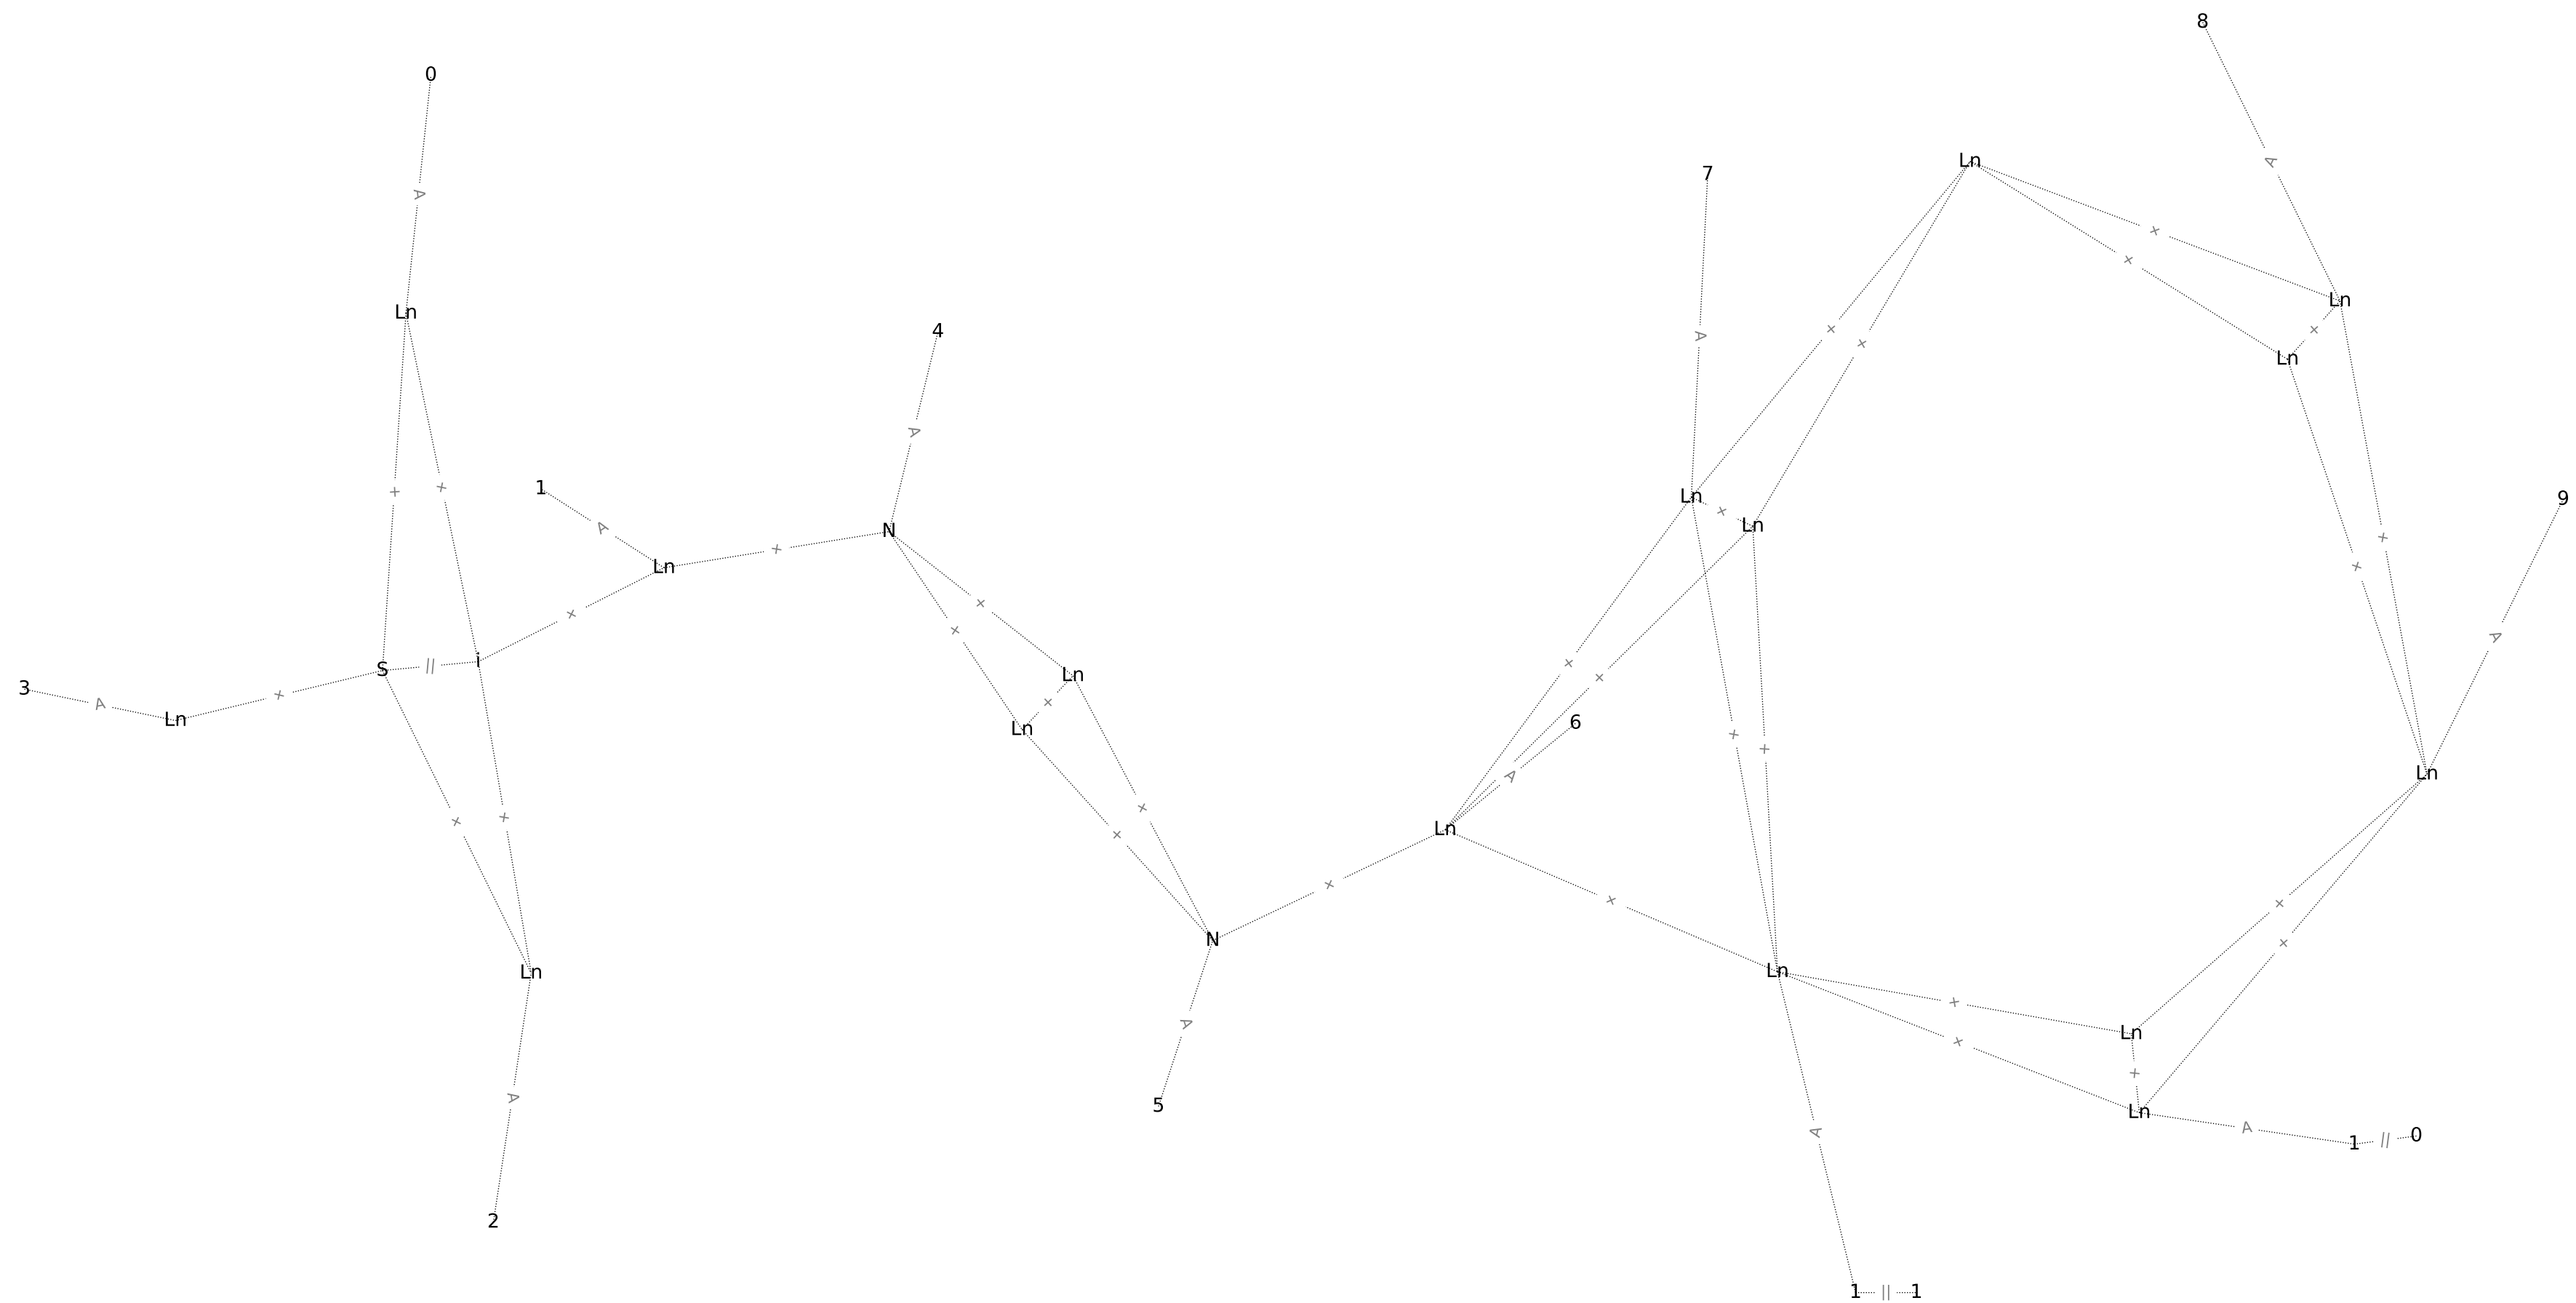 8
0
Ln
7
A
A
×
×
Ln
Ln
4
× ×
A
×
Ln
A
+ + 1 Ln 9
× Ln
A
N
×
+
Ln ×
×
×
i ×
S || ×
Ln
×
3
×
A
×
Ln
×
Ln
6
A
+
+
A
Ln
×
+
×
×
Ln
×
×
×
N
×
Ln
Ln
+
A
×
Ln
×
A
5
Ln
A
A
1 || 0
2
1 || 1